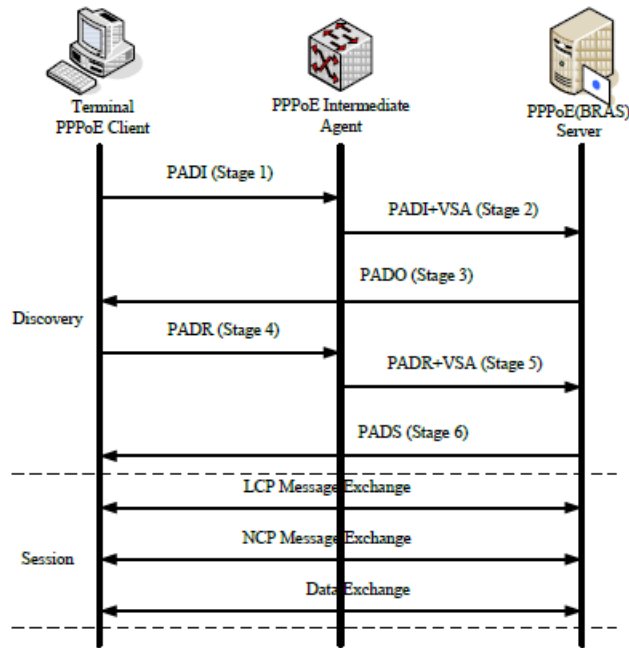 Terminal
PPPoE Client
PPPoE Intermediate
Agent
PPPoE(BRAS)
Server
PADI (Stage 1)
PADI+VSA (Stage 2)
PADO (Stage 3)
Discovery
PADR (Stage 4)
PADR+VSA (Stage 5)
PADS (Stage 6)
LCP Message Exchange
NCP Message Exchange
Session
Data Exchange